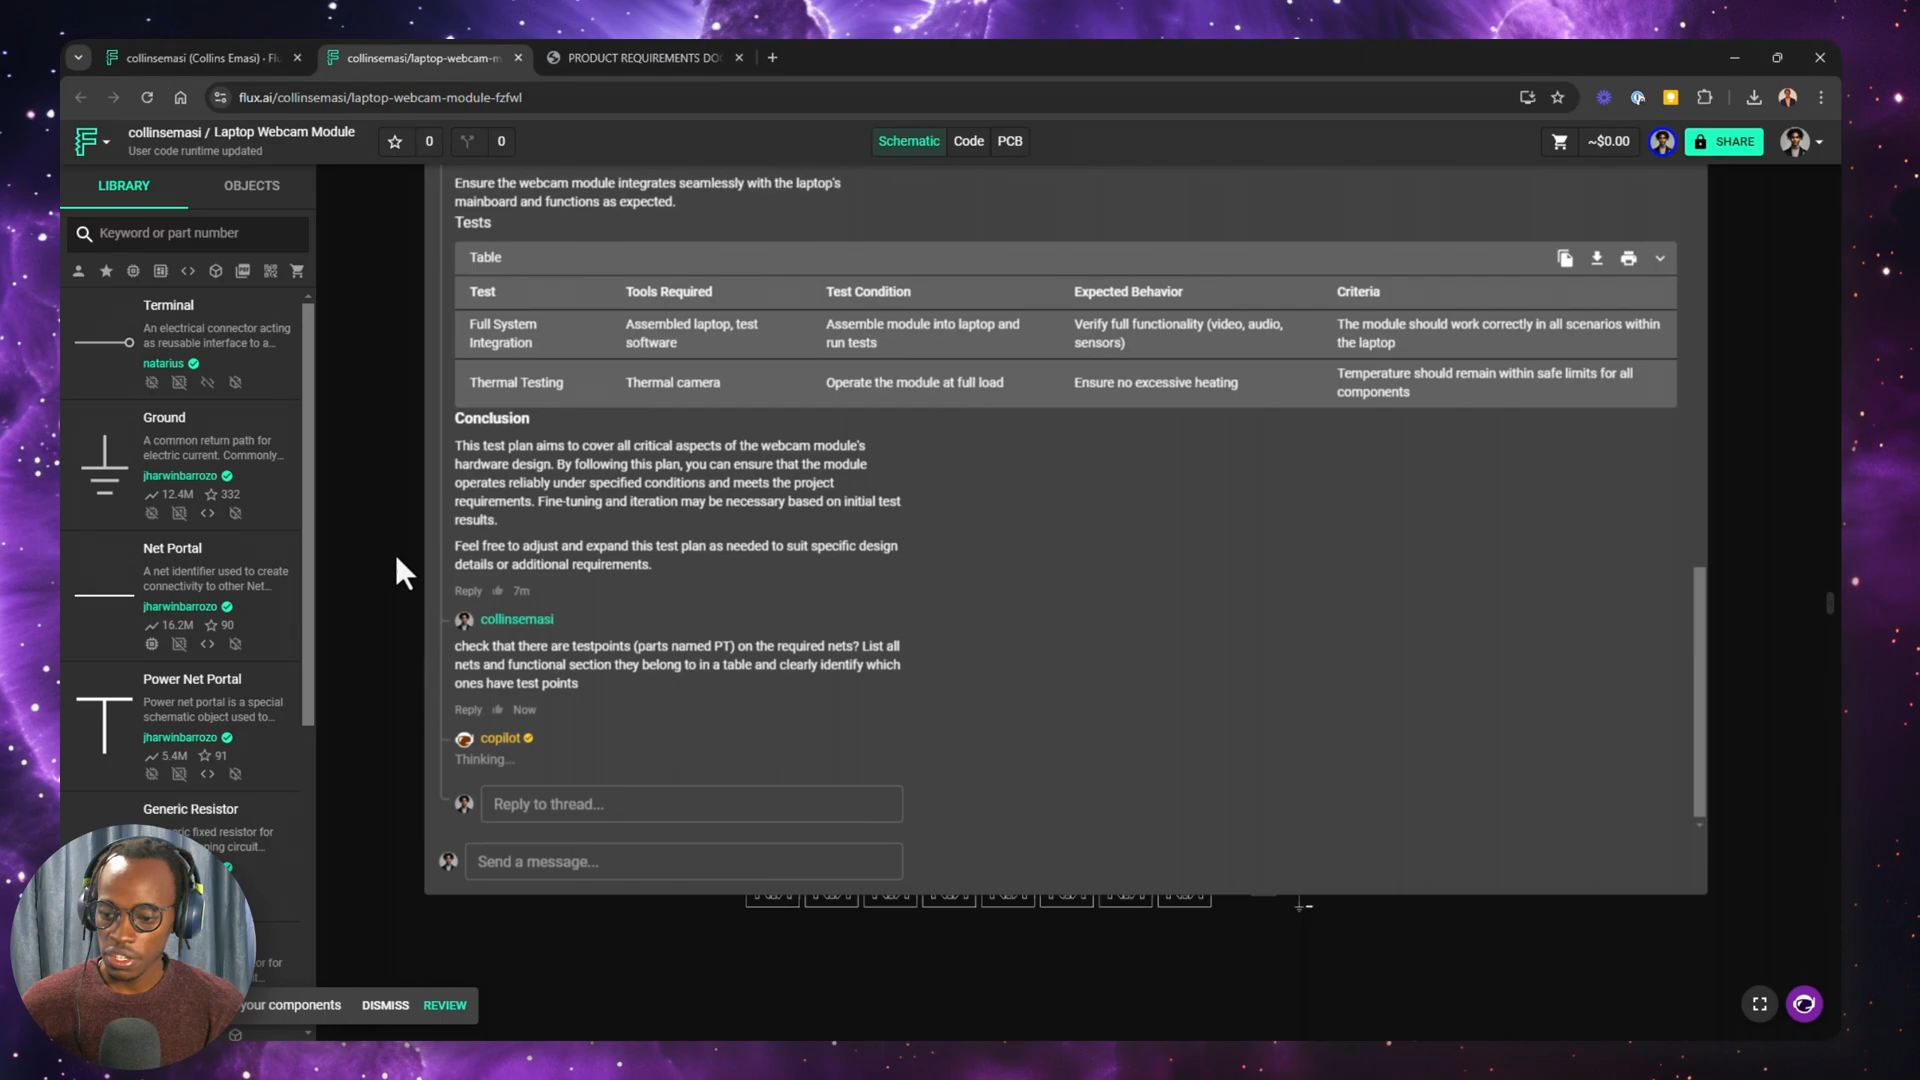 collinsemasi (Collins Emasi) · Fl
collinsemasi/laptop-webcam-m
PRODUCT REQUIREMENTS DO
flux.ai/collinsemasi/laptop-webcam-module-fzfwl
collinsemasi / Laptop Webcam Module
User code runtime updated
0
0
Schematic
Code
PCB
~$0.00
SHARE
LIBRARY
OBJECTS
Keyword or part number
Terminal
An electrical connector acting
as reusable interface to a...
natarius
Ground
A common return path for
electric current. Commonly...
jharwinbarrozo
12.4M
332
Net Portal
A net identifier used to create
connectivity to other Net...
jharwinbarrozo
16.2M
90
Power Net Portal
Power net portal is a special
schematic object used to...
jharwinbarrozo
5.4M
91
Generic Resistor
fixed resistor for
circuit...
or for
Ensure the webcam module integrates seamlessly with the laptop's
mainboard and functions as expected.
Tests
Table
Test
Tools Required
Test Condition
Expected Behavior
Criteria
Full System
Integration
Assembled laptop, test
software
Assemble module into laptop and
run tests
Verify full functionality (video, audio,
sensors)
The module should work correctly in all scenarios within
the laptop
Thermal Testing
Thermal camera
Operate the module at full load
Ensure no excessive heating
Temperature should remain within safe limits for all
components
Conclusion
This test plan aims to cover all critical aspects of the webcam module's
hardware design. By following this plan, you can ensure that the module
operates reliably under specified conditions and meets the project
requirements. Fine-tuning and iteration may be necessary based on initial test
results.
Feel free to adjust and expand this test plan as needed to suit specific design
details or additional requirements.
Reply
7m
collinsemasi
check that there are testpoints (parts named PT) on the required nets? List all
nets and functional section they belong to in a table and clearly identify which
ones have test points
Reply
Now
copilot
Thinking...
Reply to thread...
Send a message...
your components
DISMISS
REVIEW